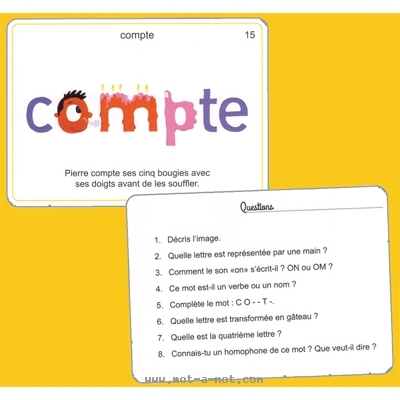 compte 15
compte
Pierre compte ses cinq bougies avec
ses doigts avant de les souffler.
Questions
1. Décris l'image.
2. Quelle lettre est représentée par une main ?
3. Comment le son «on» s'écrit-il ? ON ou OM ?
4. Ce mot est-il un verbe ou un nom ?
5. Complète le mot : C O - - T -.
6. Quelle lettre est transformée en gâteau ?
7. Quelle est la quatrième lettre ?
8. Connais-tu un homophone de ce mot ? Que veut-il dire ?
www.mot-a-mot.com